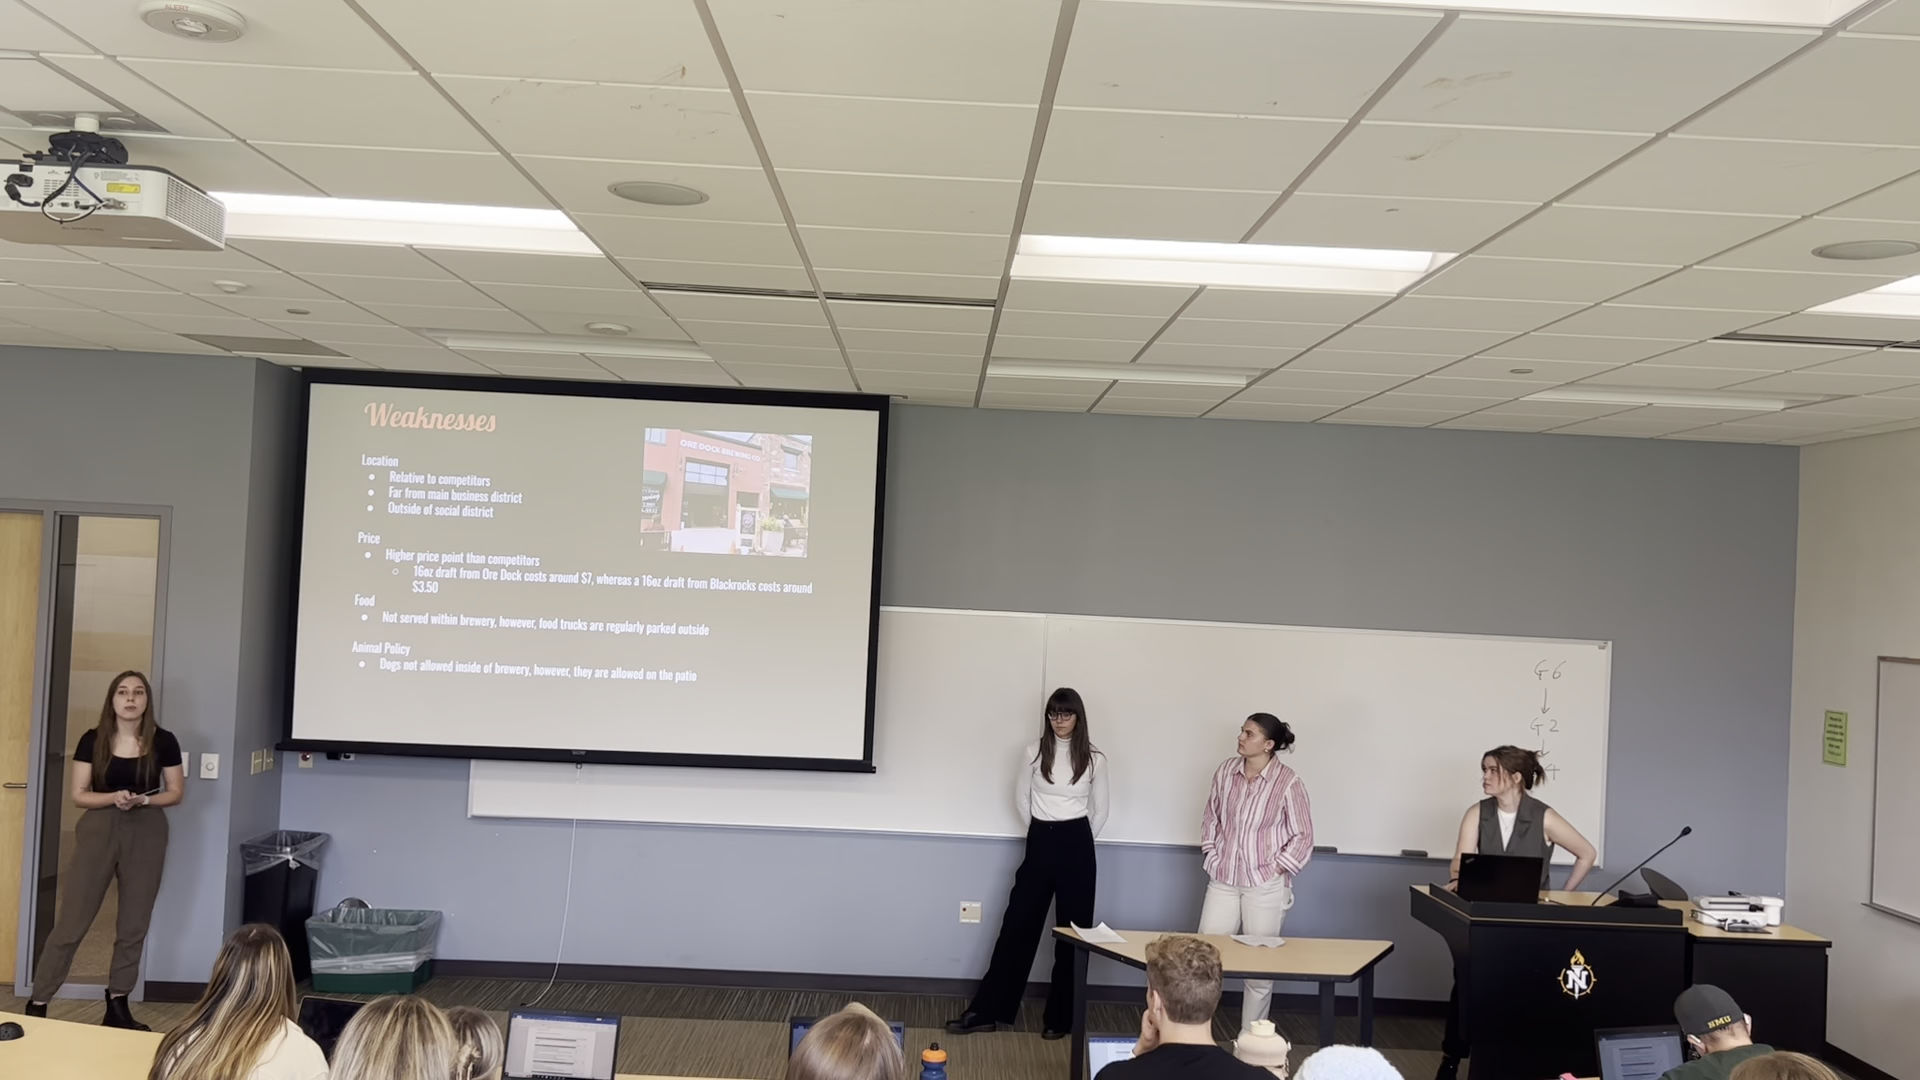 ALERT
Weaknesses
ORE DOCK BREWING CO
Location
● Relative to competitors
● Far from main business district
● Outside of social district
Price
● Higher price point than competitors
○ 16oz draft from Ore Dock costs around $7, whereas a 16oz draft from Blackrocks costs around
$3.50
Food
● Not served within brewery, however, food trucks are regularly parked outside
Animal Policy
● Dogs not allowed inside of brewery, however, they are allowed on the patio
G6
↓
G2
↓
4
N
NMU